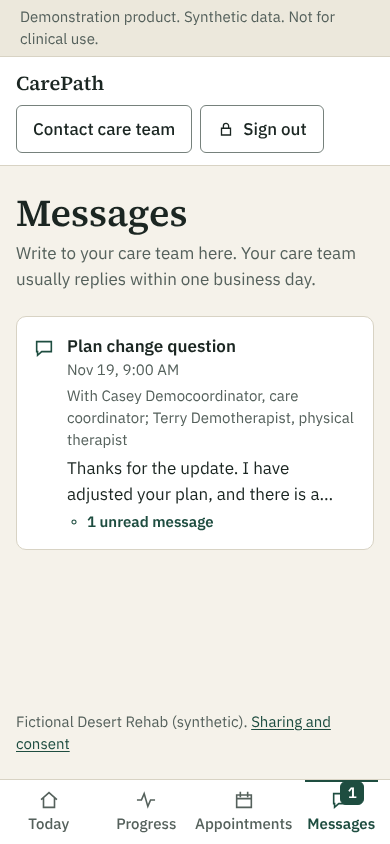 Demonstration product. Synthetic data. Not for
clinical use.
CarePath
Contact care team
Sign out
Messages
Write to your care team here. Your care team
usually replies within one business day.
Plan change question
Nov 19, 9:00 AM
With Casey Democoordinator, care
coordinator; Terry Demotherapist, physical
therapist
Thanks for the update. I have
adjusted your plan, and there is a...
1 unread message
Fictional Desert Rehab (synthetic). Sharing and
consent
1
Today
Progress
Appointments
Messages